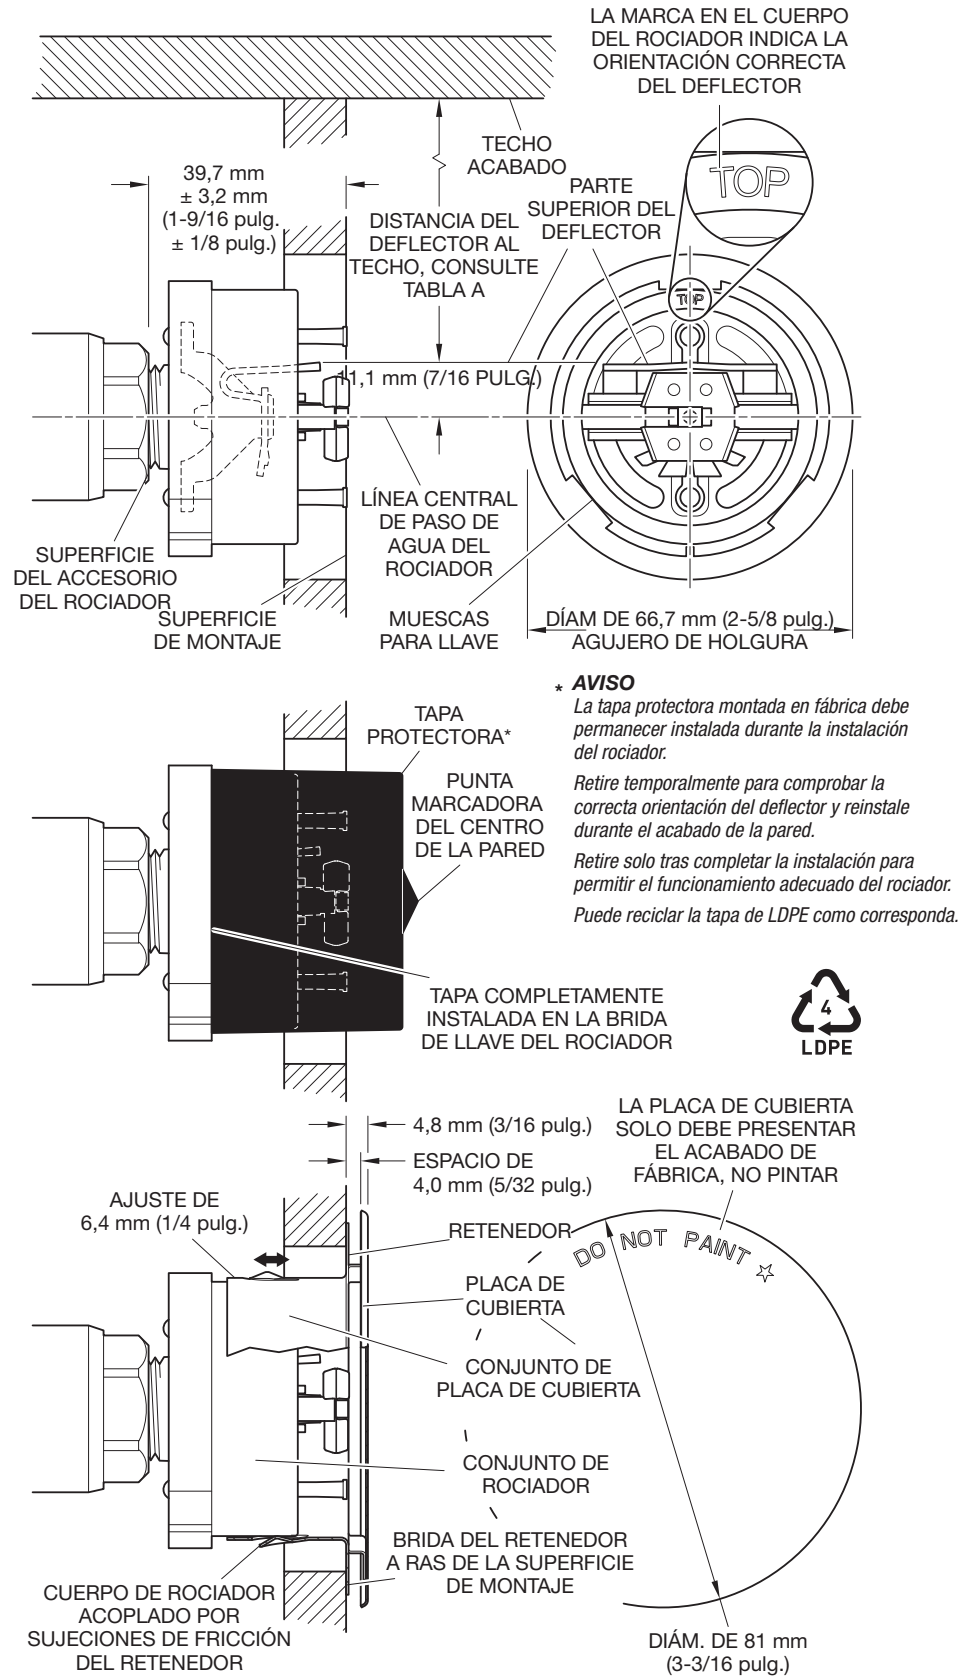 LA MARCA EN EL CUERPO
DEL ROCIADOR INDICA LA
ORIENTACIÓN CORRECTA
DEL DEFLECTOR
TOP
TECHO
ACABADO
39,7 mm
± 3,2 mm
(1-9/16 pulg.
± 1/8 pulg.)
PARTE
SUPERIOR DEL
DEFLECTOR
DISTANCIA DEL
DEFLECTOR AL
TECHO, CONSULTE
TABLA A
TOP
11,1 mm (7/16 PULG.)
LÍNEA CENTRAL
DE PASO DE
AGUA DEL
ROCIADOR
SUPERFICIE
DEL ACCESORIO
DEL ROCIADOR
SUPERFICIE
DE MONTAJE
MUESCAS
PARA LLAVE
DÍAM DE 66,7 mm (2-5/8 pulg.)
AGUJERO DE HOLGURA
* AVISO
La tapa protectora montada en fábrica debe
permanecer instalada durante la instalación
del rociador.
Retire temporalmente para comprobar la
correcta orientación del deflector y reinstale
durante el acabado de la pared.
Retire solo tras completar la instalación para
permitir el funcionamiento adecuado del rociador.
Puede reciclar la tapa de LDPE como corresponda.
TAPA
PROTECTORA*
PUNTA
MARCADORA
DEL CENTRO
DE LA PARED
TAPA COMPLETAMENTE
INSTALADA EN LA BRIDA
DE LLAVE DEL ROCIADOR
4
LDPE
4,8 mm (3/16 pulg.)
ESPACIO DE
4,0 mm (5/32 pulg.)
LA PLACA DE CUBIERTA
SOLO DEBE PRESENTAR
EL ACABADO DE
FÁBRICA, NO PINTAR
AJUSTE DE
6,4 mm (1/4 pulg.)
RETENEDOR
DO NOT PAINT
PLACA DE
CUBIERTA
CONJUNTO DE
PLACA DE CUBIERTA
CONJUNTO DE
ROCIADOR
BRIDA DEL RETENEDOR
A RAS DE LA SUPERFICIE
DE MONTAJE
CUERPO DE ROCIADOR
ACOPLADO POR
SUJECIONES DE FRICCIÓN
DEL RETENEDOR
DIÁM. DE 81 mm
(3-3/16 pulg.)